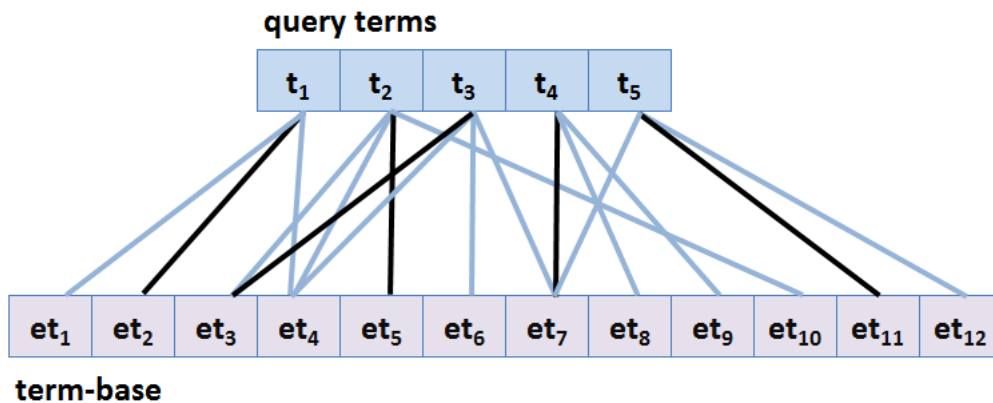 query terms
t₁ t₂ t₃ t₄ t₅
et₁ et₂ et₃ et₄ et₅ et₆ et₇ et₈ et₉ et₁₀ et₁₁ et₁₂
term-base